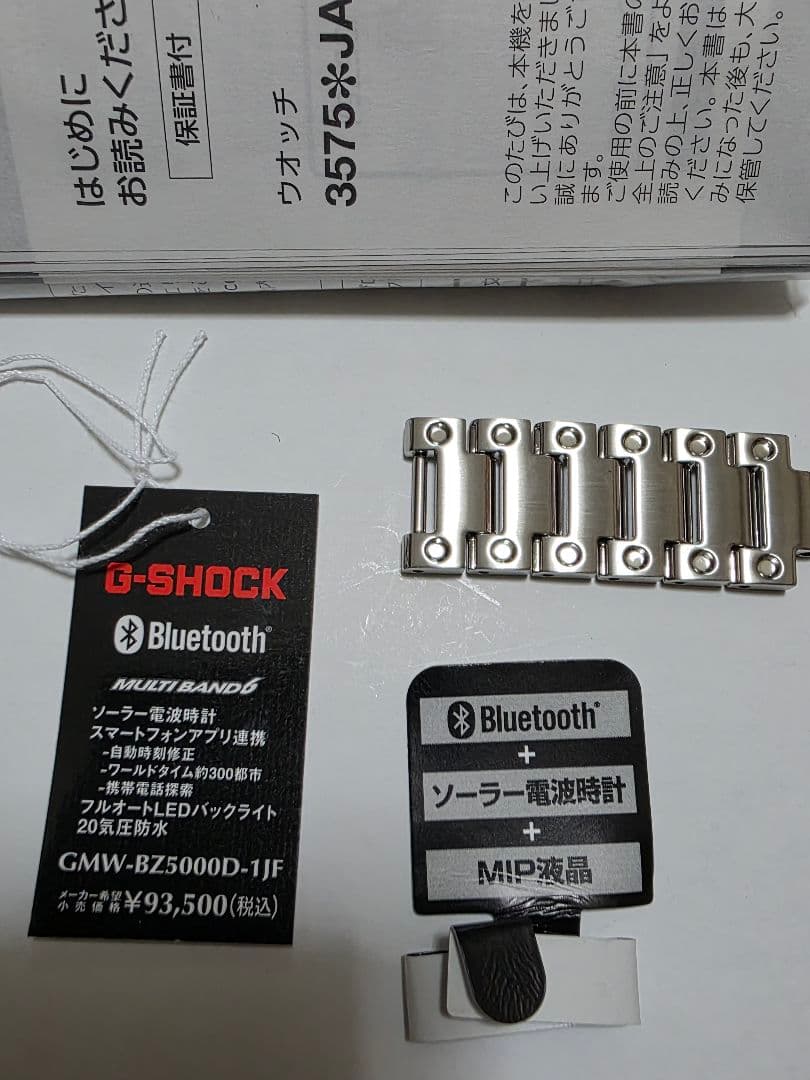 はじめに
お読みくださ
保証書付
ウオッチ
3575✻JA
このたびは、本機を
い上げいただきまし
誠にありがとうご
ます。
ご使用の前に本書の
全上のご注意」をよ
読みの上、正しくお
ください。本書は
みになった後も、大
保管してください。
G-SHOCK
Bluetooth®
MULTI BAND 6
ソーラー電波時計
スマートフォンアプリ連携
-自動時刻修正
-ワールドタイム約300都市
-携帯電話探索
フルオートLEDバックライト
20気圧防水
GMW-BZ5000D-1JF
メーカー希望
小売価格 ¥93,500(税込)
Bluetooth®
+
ソーラー電波時計
+
MIP液晶